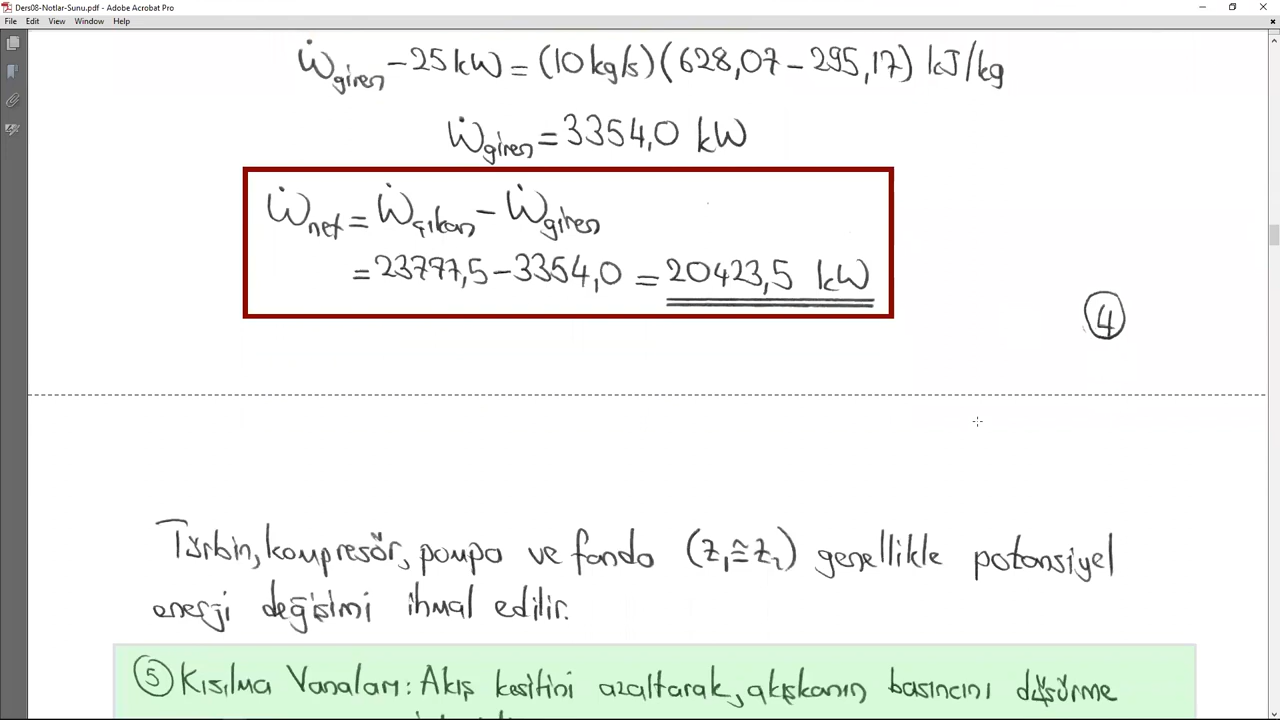 Ders08-Notlar-Sunu.pdf - Adobe Acrobat Pro
File Edit View Window Help
Ẇgiren - 25 kW = (10 kg/s)(628,07 - 295,17) kJ/kg
Ẇgiren = 3354,0 kW
Ẇnet = Ẇçıkan - Ẇgiren
= 23777,5 - 3354,0 = 20423,5 kW
4
Türbin, kompresör, pompa ve fanda (z₁≅z₂) genellikle potansiyel
enerji değişimi ihmal edilir.
5 Kısılma Vanaları: Akış kesitini azaltarak, akışkanın basıncını düşürme